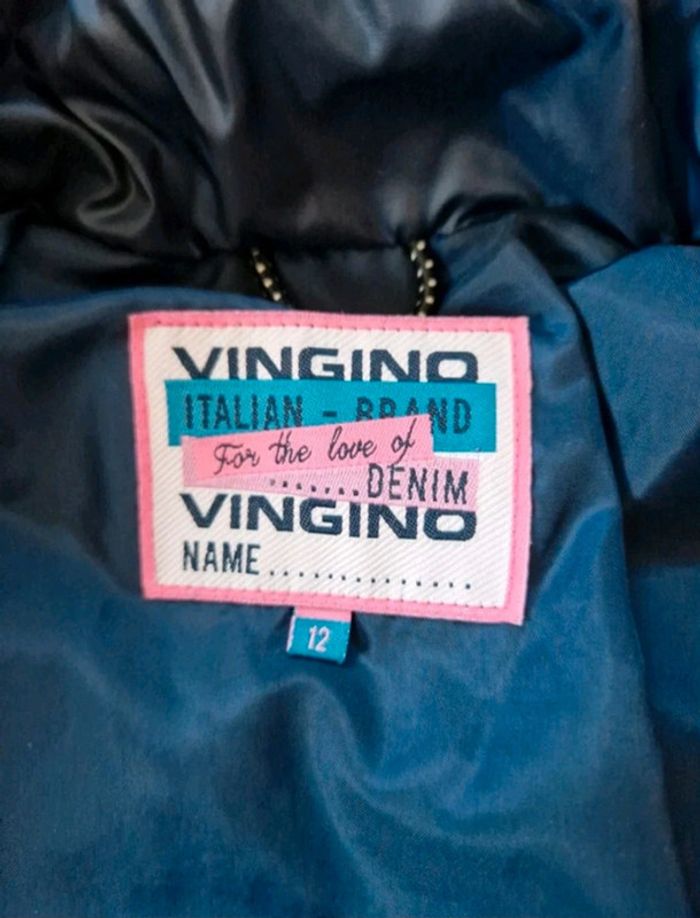 VINGINO
ITALIAN - BRAND
For the love of
.......DENIM
VINGINO
NAME..............
12